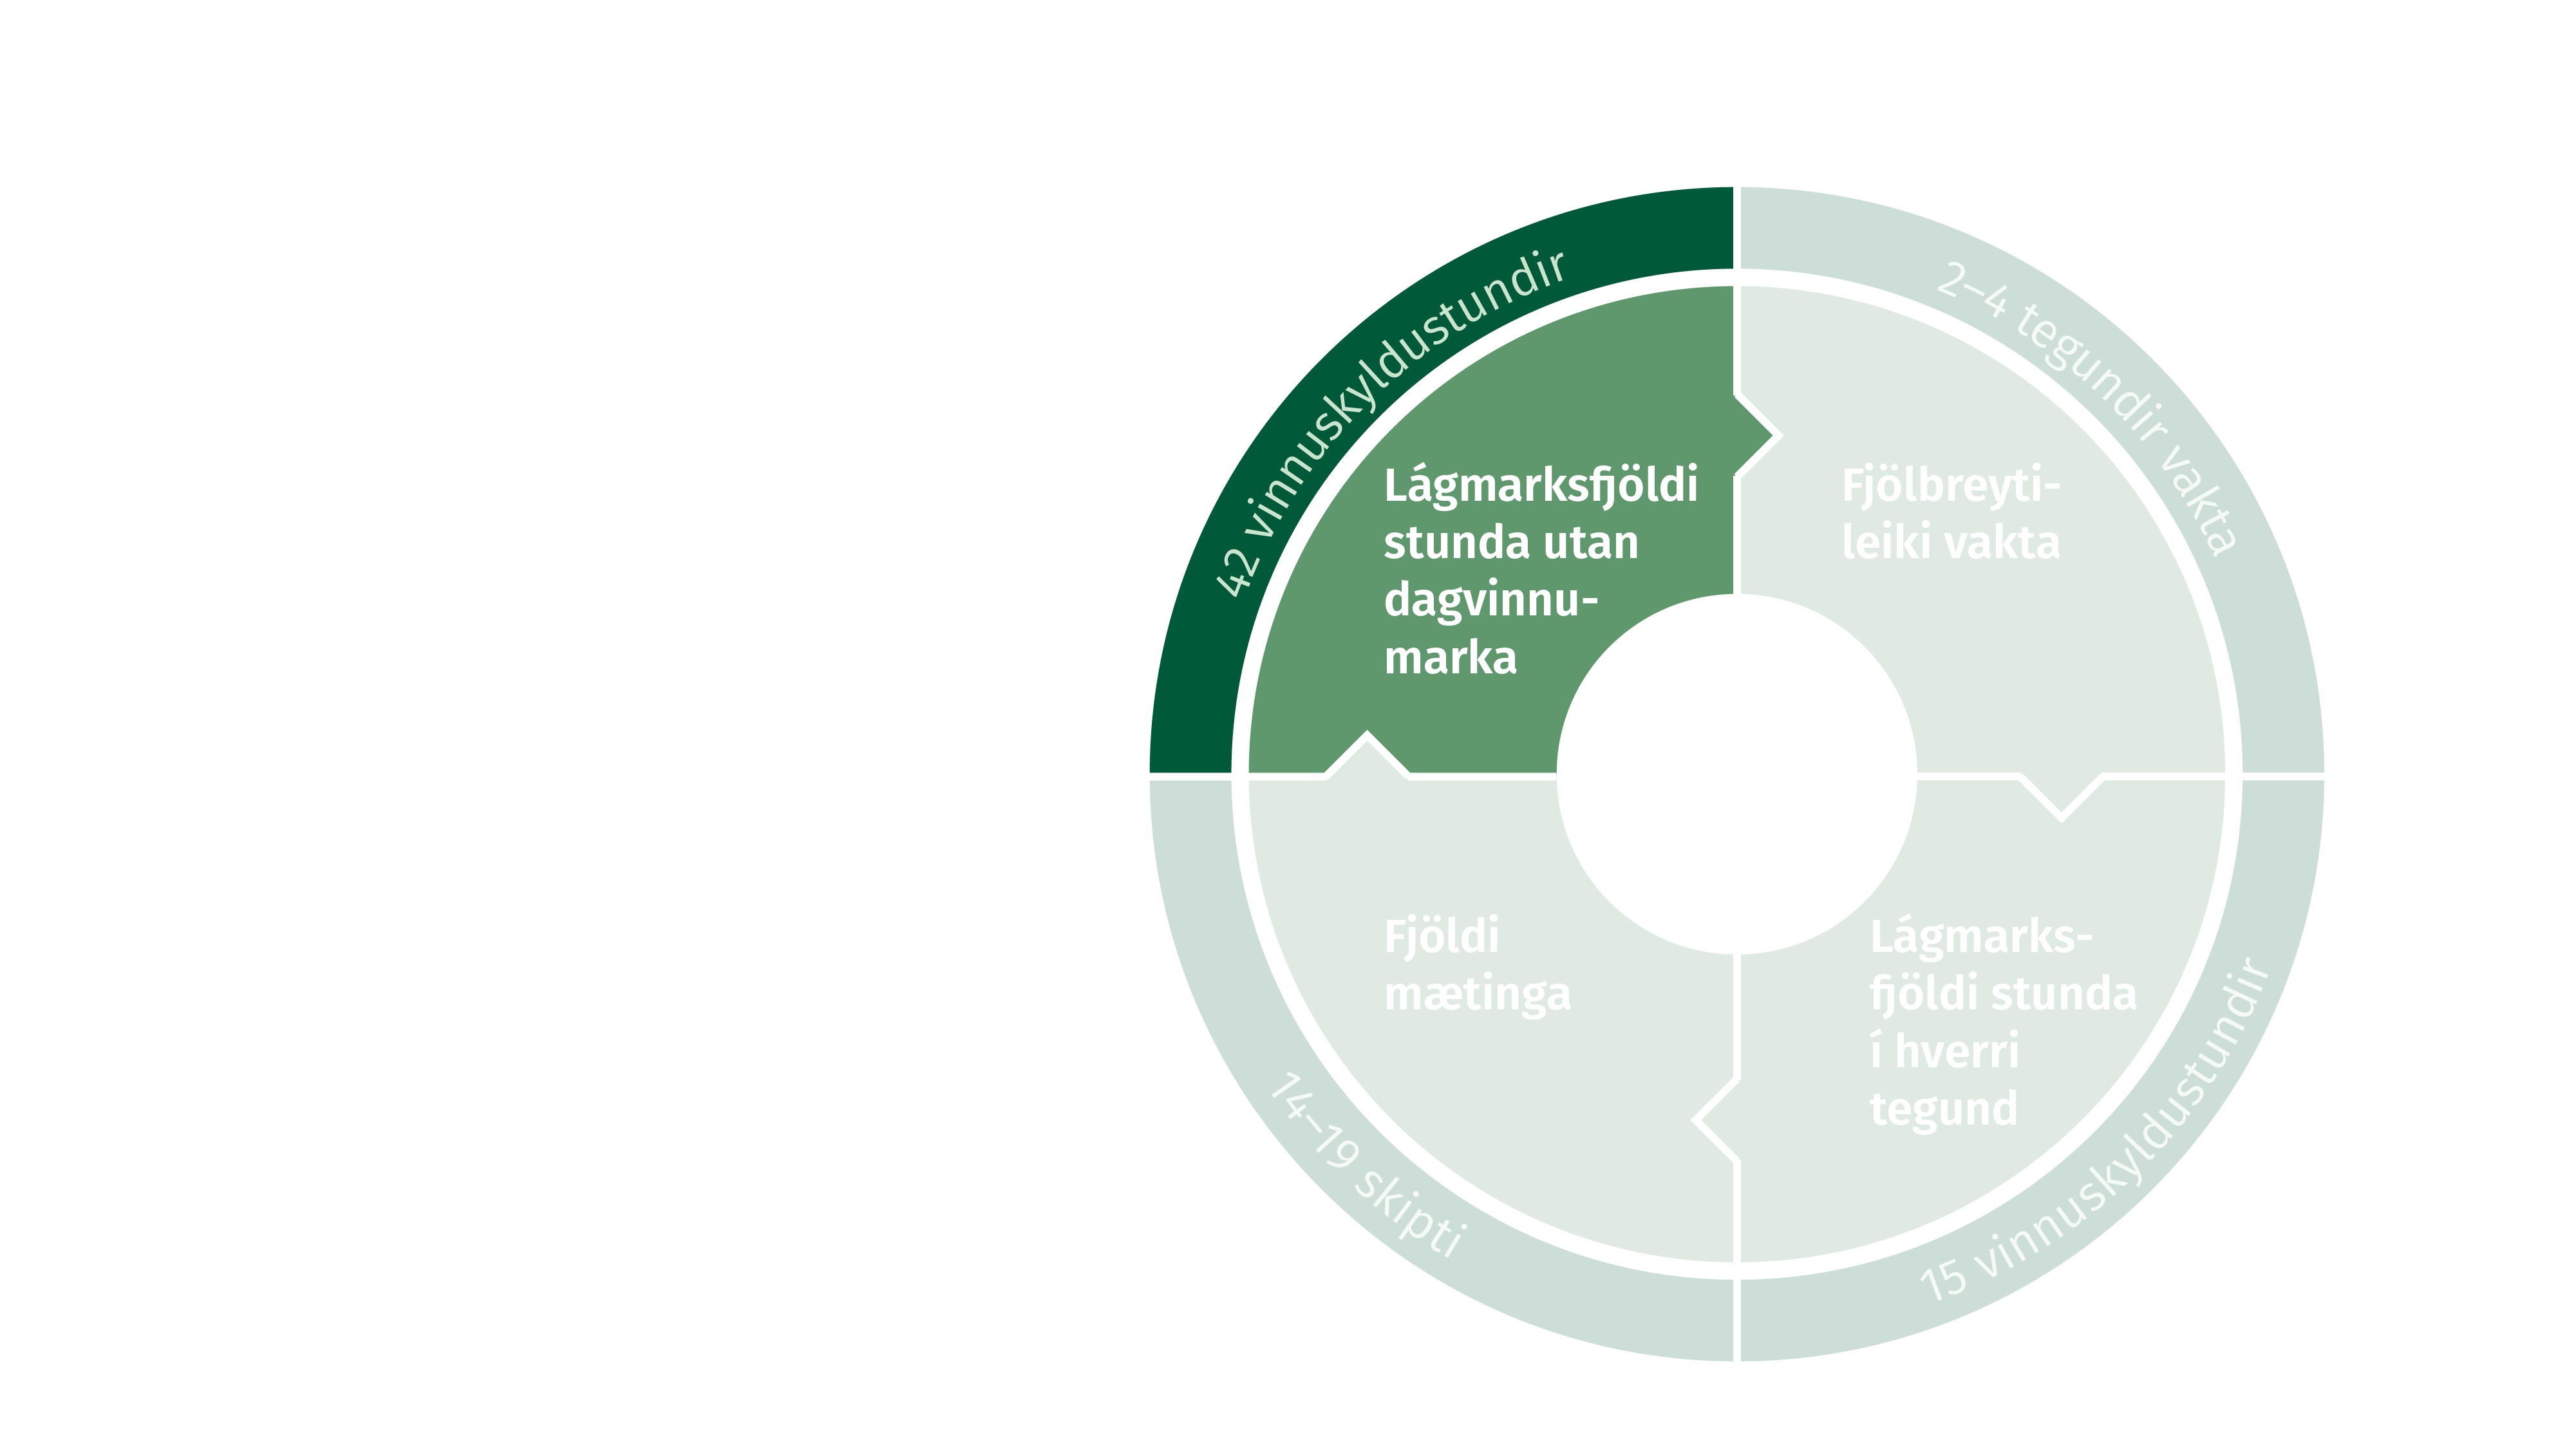 42 vinnuskyldustundir
Lágmarksfjöldi
stunda utan
dagvinnu-
marka
2–4 tegundir vakta
Fjölbreyti-
leiki vakta
15 vinnuskyldustundir
Lágmarks-
fjöldi stunda
í hverri
tegund
14–19 skipti
Fjöldi
mætinga